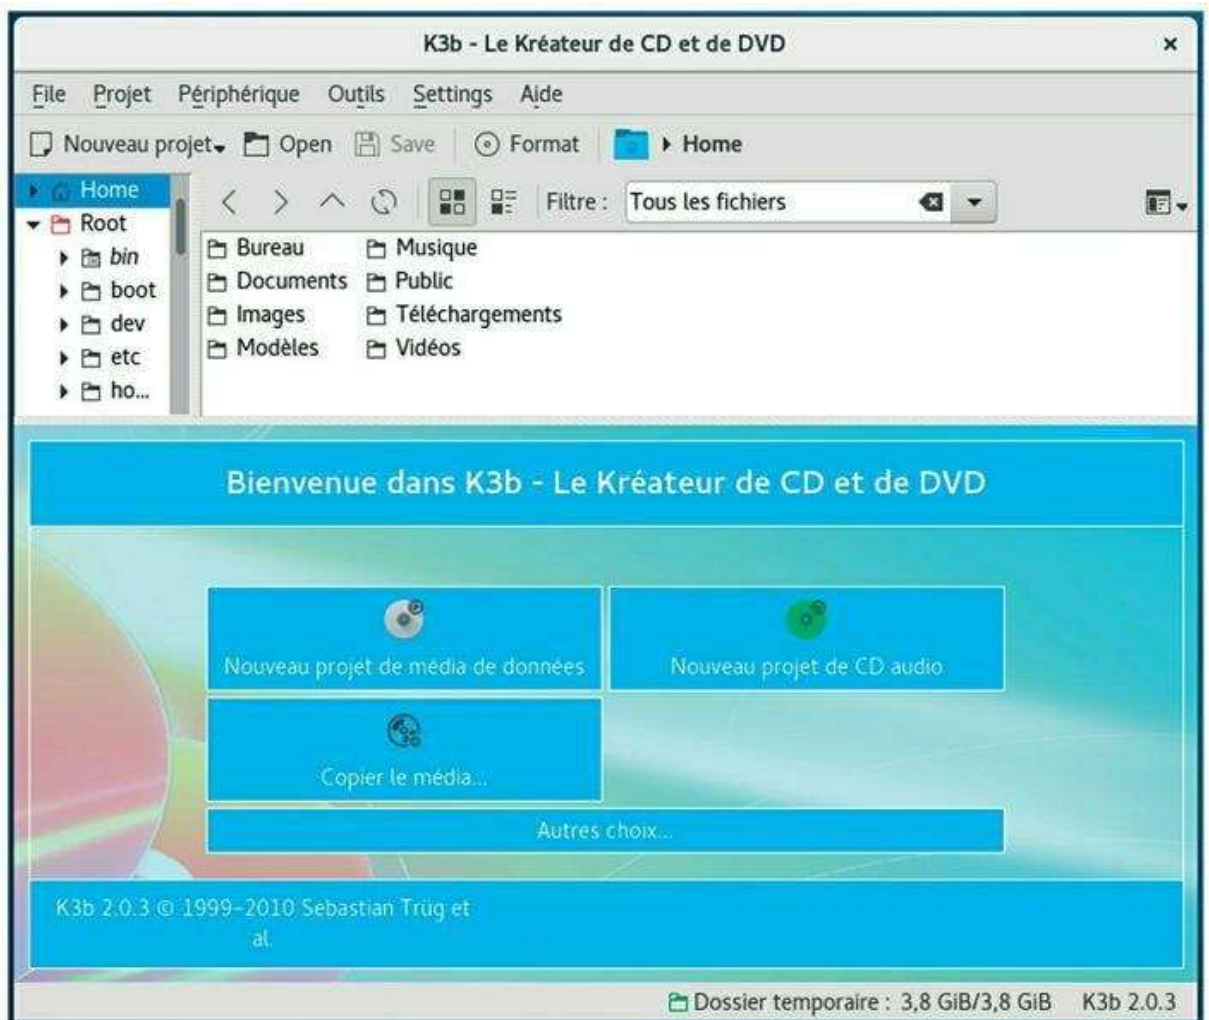 K3b - Le Kréateur de CD et de DVD
File Projet Périphérique Outils Settings Aide
Nouveau projet Open Save Format Home
Home
Filtre : Tous les fichiers
Root
bin
boot
dev
etc
ho...
Bureau Musique
Documents Public
Images Téléchargements
Modèles Vidéos
Bienvenue dans K3b - Le Kréateur de CD et de DVD
Nouveau projet de média de données
Nouveau projet de CD audio
Copier le média...
Autres choix...
K3b 2.0.3 © 1999–2010 Sebastian Trüg et
al.
Dossier temporaire : 3,8 GiB/3,8 GiB K3b 2.0.3